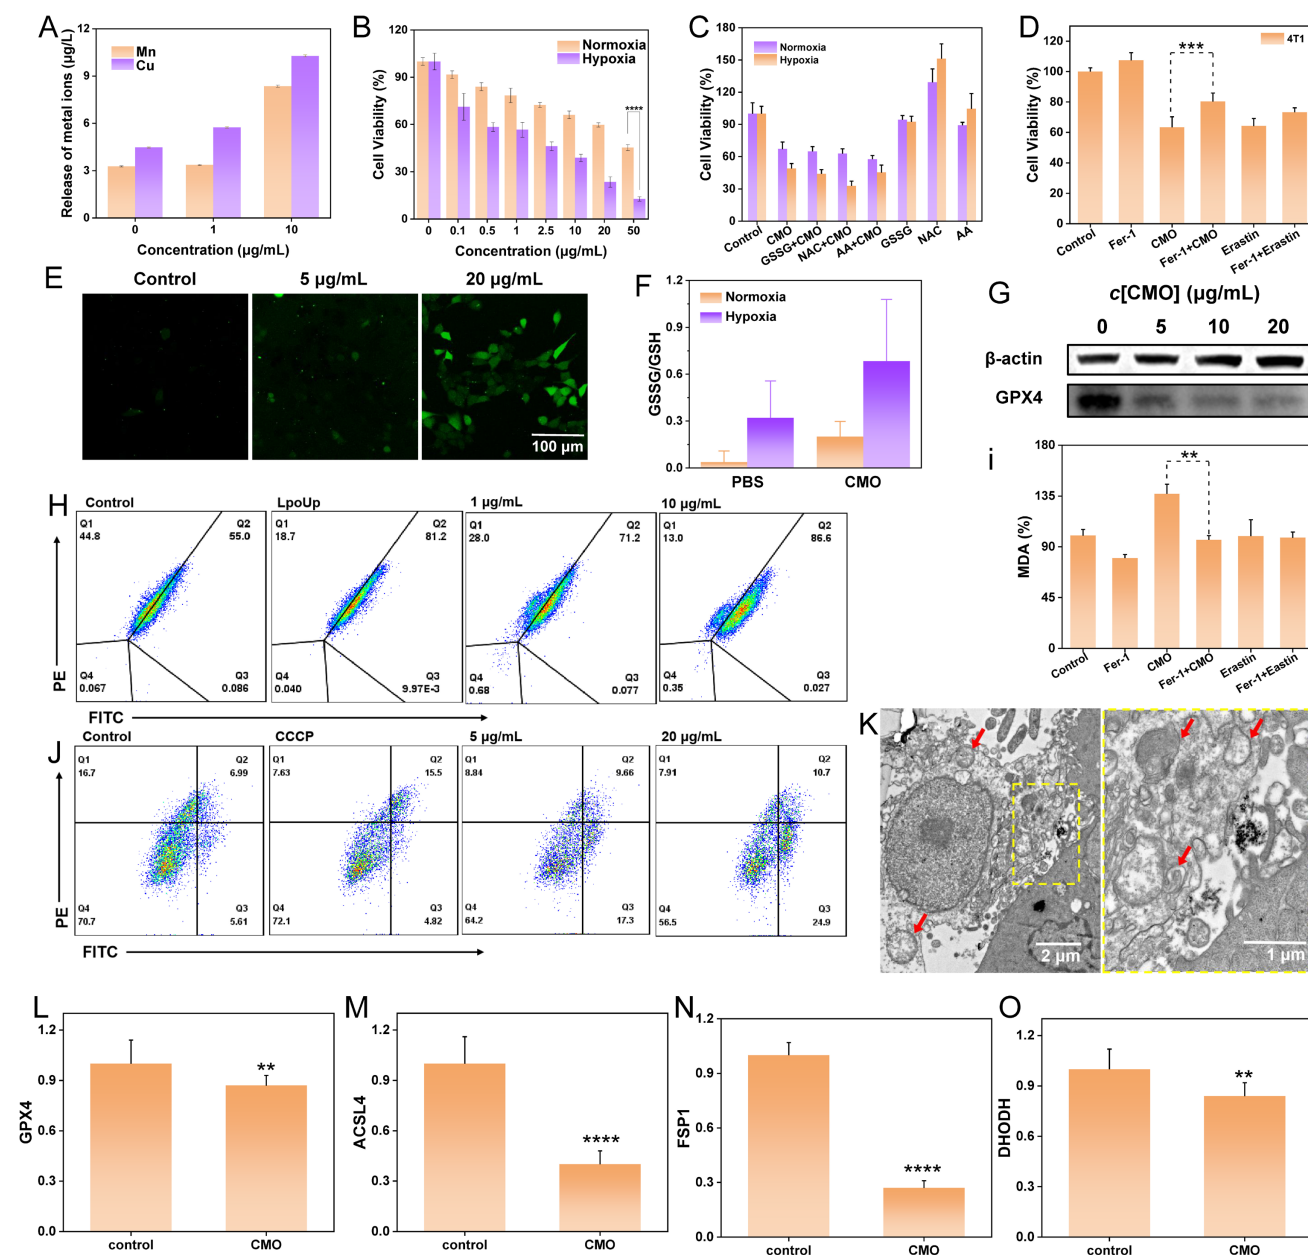 A
Release of metal ions (µg/L)
12
9
6
3
0
Mn
Cu
0 1 10
Concentration (µg/mL)
B
Cell Viability (%)
120
90
60
30
0
Normoxia
Hypoxia
****
0 0.1 0.5 1 2.5 10 20 50
Concentration (µg/mL)
C
Cell Viability (%)
180
150
120
90
60
30
0
Normoxia
Hypoxia
Control CMO GSSG+CMO NAC+CMO AA+CMO GSSG NAC AA
D
Cell Viability (%)
120
100
80
60
40
20
0
4T1
***
Control Fer-1 CMO Fer-1+CMO Erastin Fer-1+Erastin
E
Control 5 µg/mL 20 µg/mL
100 µm
F
GSSG/GSH
1.2
0.9
0.6
0.3
0.0
Normoxia
Hypoxia
PBS CMO
G
c[CMO] (µg/mL)
0 5 10 20
β-actin
GPX4
H
Control LpoUp 1 µg/mL 10 µg/mL
Q1 44.8 Q2 55.0 Q1 18.7 Q2 81.2 Q1 28.0 Q2 71.2 Q1 13.0 Q2 86.6
Q4 0.067 Q3 0.086 Q4 0.040 Q3 9.97E-3 Q4 0.68 Q3 0.077 Q4 0.35 Q3 0.027
PE
FITC
i
MDA (%)
180
135
90
45
0
**
Control Fer-1 CMO Fer-1+CMO Erastin Fer-1+Eastin
J
Control CCCP 5 µg/mL 20 µg/mL
Q1 16.7 Q2 6.99 Q1 7.63 Q2 15.5 Q1 8.84 Q2 9.66 Q1 7.91 Q2 10.7
Q4 70.7 Q3 5.61 Q4 72.1 Q3 4.82 Q4 64.2 Q3 17.3 Q4 56.5 Q3 24.9
PE
FITC
K
2 µm
1 µm
L
GPX4
1.2
0.9
0.6
0.3
0.0
**
control CMO
M
ACSL4
1.2
0.9
0.6
0.3
0.0
****
control CMO
N
FSP1
1.2
0.9
0.6
0.3
0.0
****
control CMO
O
DHODH
1.2
0.9
0.6
0.3
0.0
**
control CMO